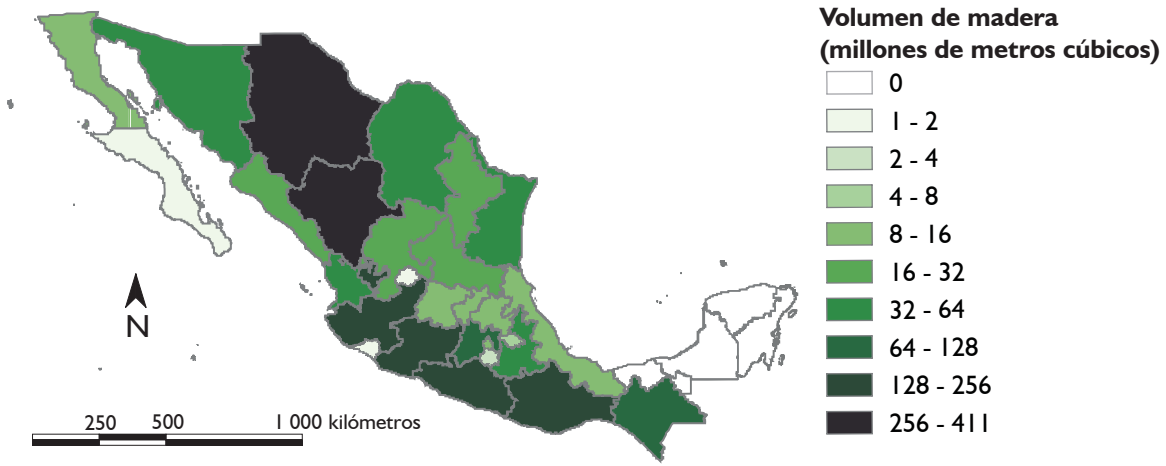 Volumen de madera
(millones de metros cúbicos)
0
1 - 2
2 - 4
4 - 8
8 - 16
16 - 32
32 - 64
64 - 128
128 - 256
256 - 411
N
250 500 1 000 kilómetros